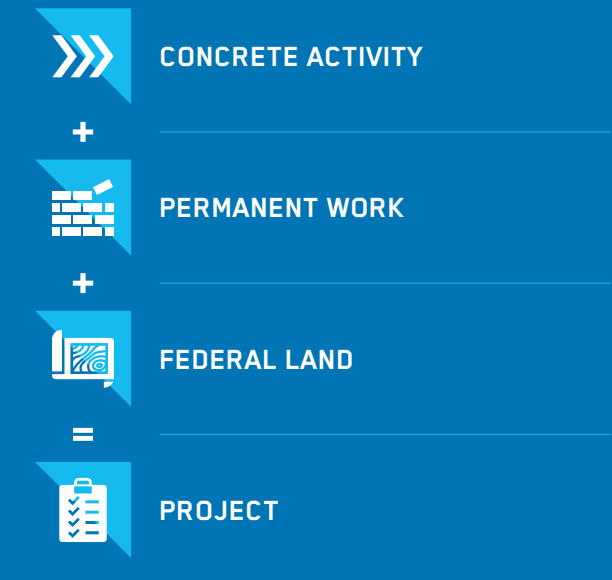 CONCRETE ACTIVITY
+
PERMANENT WORK
+
FEDERAL LAND
=
PROJECT